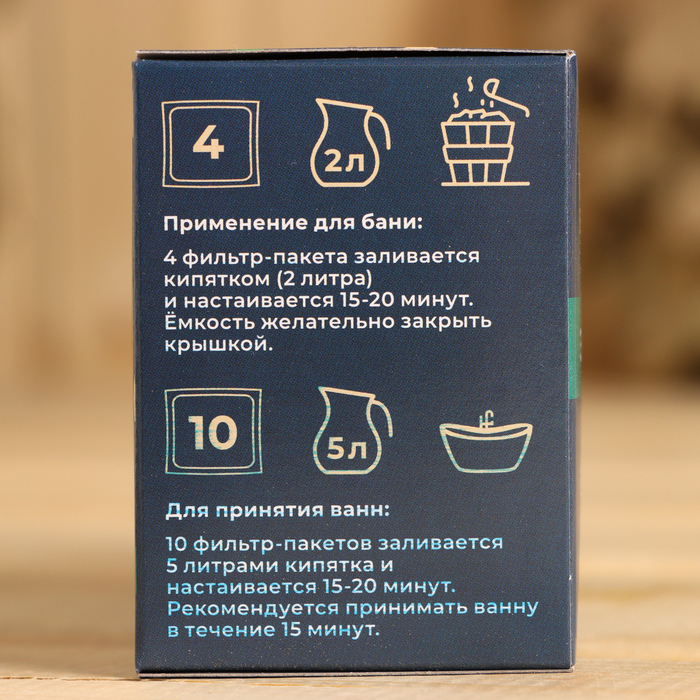 4
2л
Применение для бани:
4 фильтр-пакета заливается
кипятком (2 литра)
и настаивается 15-20 минут.
Ёмкость желательно закрыть
крышкой.
10
5л
Для принятия ванн:
10 фильтр-пакетов заливается
5 литрами кипятка и
настаивается 15-20 минут.
Рекомендуется принимать ванну
в течение 15 минут.